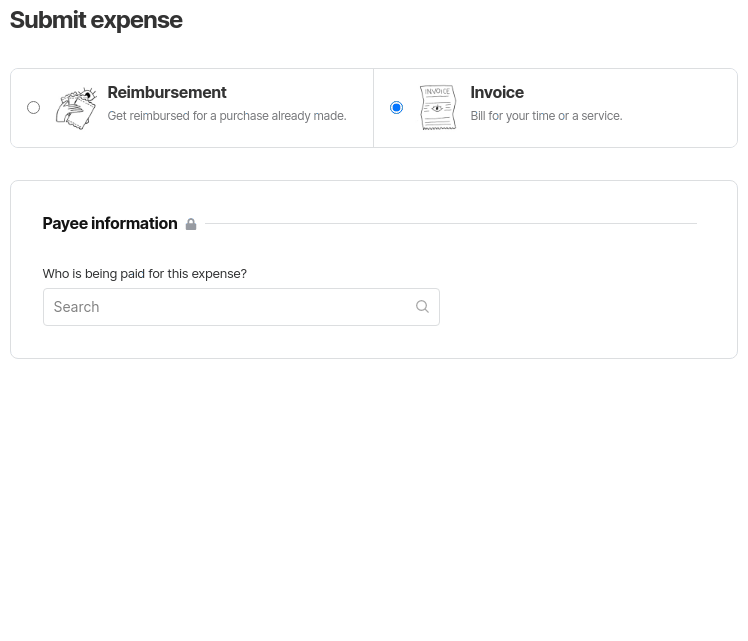 Submit expense
Reimbursement
Get reimbursed for a purchase already made.
INVOICE
Invoice
Bill for your time or a service.
Payee information
Who is being paid for this expense?
Search